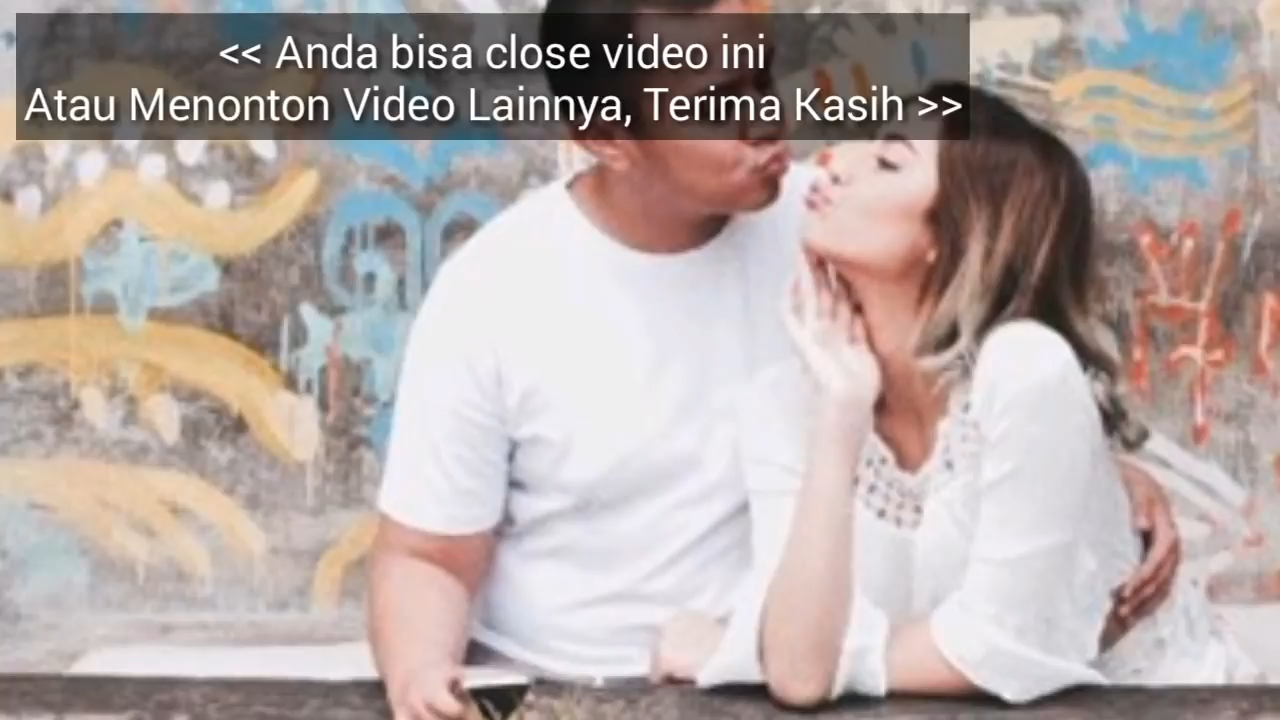 << Anda bisa close video ini
Atau Menonton Video Lainnya, Terima Kasih >>